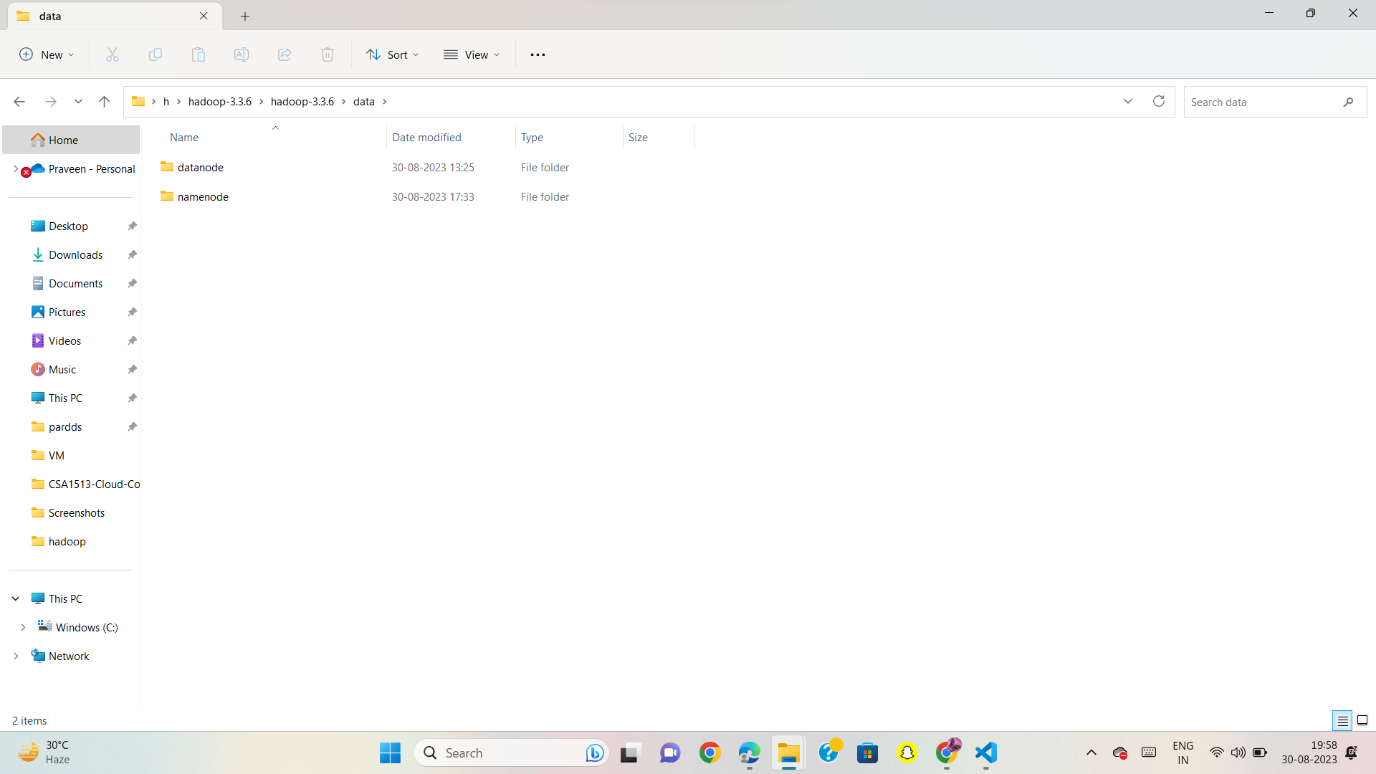 data
New
Sort
View
h
hadoop-3.3.6
hadoop-3.3.6
data
Search data
Name
Date modified
Type
Size
datanode
30-08-2023 13:25
File folder
namenode
30-08-2023 17:33
File folder
Home
Praveen - Personal
Desktop
Downloads
Documents
Pictures
Videos
Music
This PC
pardds
VM
CSA1513-Cloud-Co
Screenshots
hadoop
This PC
Windows (C:)
Network
2 items
30°C
Haze
Search
ENG
IN
19:58
30-08-2023